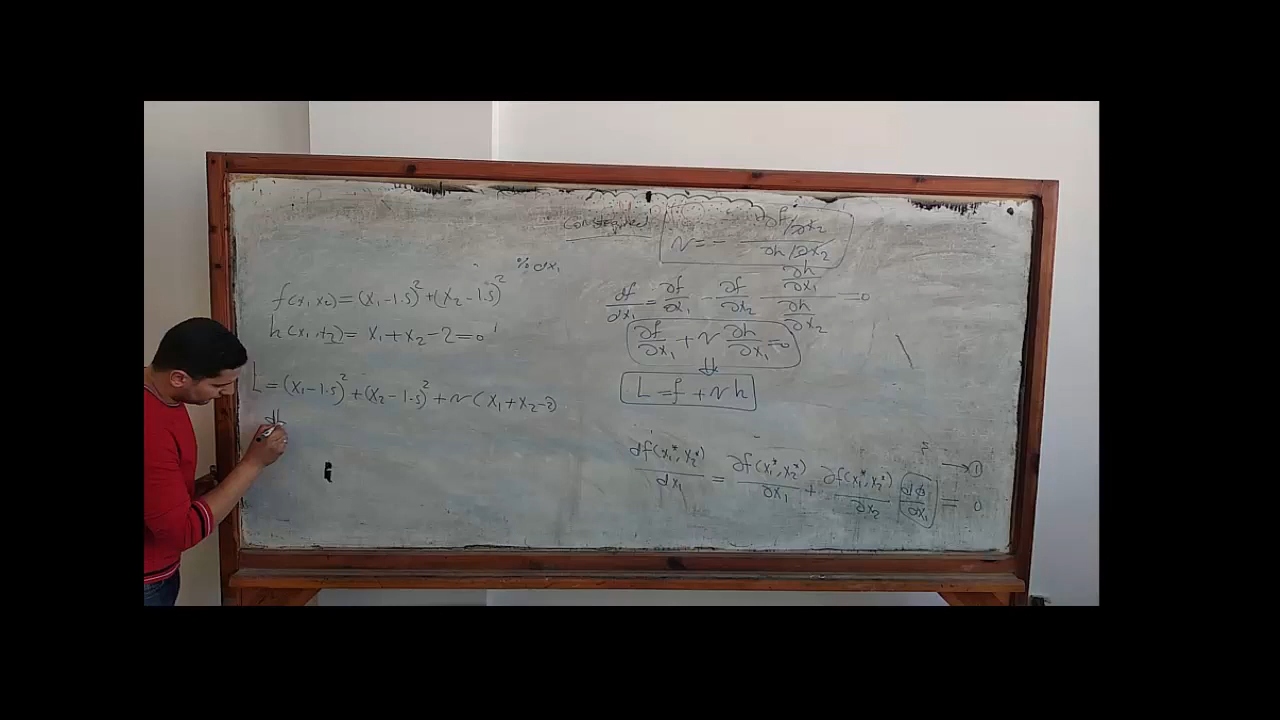 N = - ∂f/∂x₂ / ∂h/∂x₂
% dx₁
f(x₁,x₂) = (x₁-1.5)² + (x₂-1.5)²
h(x₁,x₂) = x₁ + x₂ - 2 = 0
L = (x₁-1.5)² + (x₂-1.5)² + N (x₁ + x₂ - 2)
⇓
df/dx₁ = ∂f/∂x₁ - ∂f/∂x₂ (∂h/∂x₁)/(∂h/∂x₂) = 0
∂f/∂x₁ + N ∂h/∂x₁ = 0
⇓
L = f + N h
→ ①
df(x₁*,x₂*)/dx₁ = ∂f(x₁*,x₂*)/∂x₁ + ∂f(x₁*,x₂*)/∂x₂ dφ/dx₁ = 0